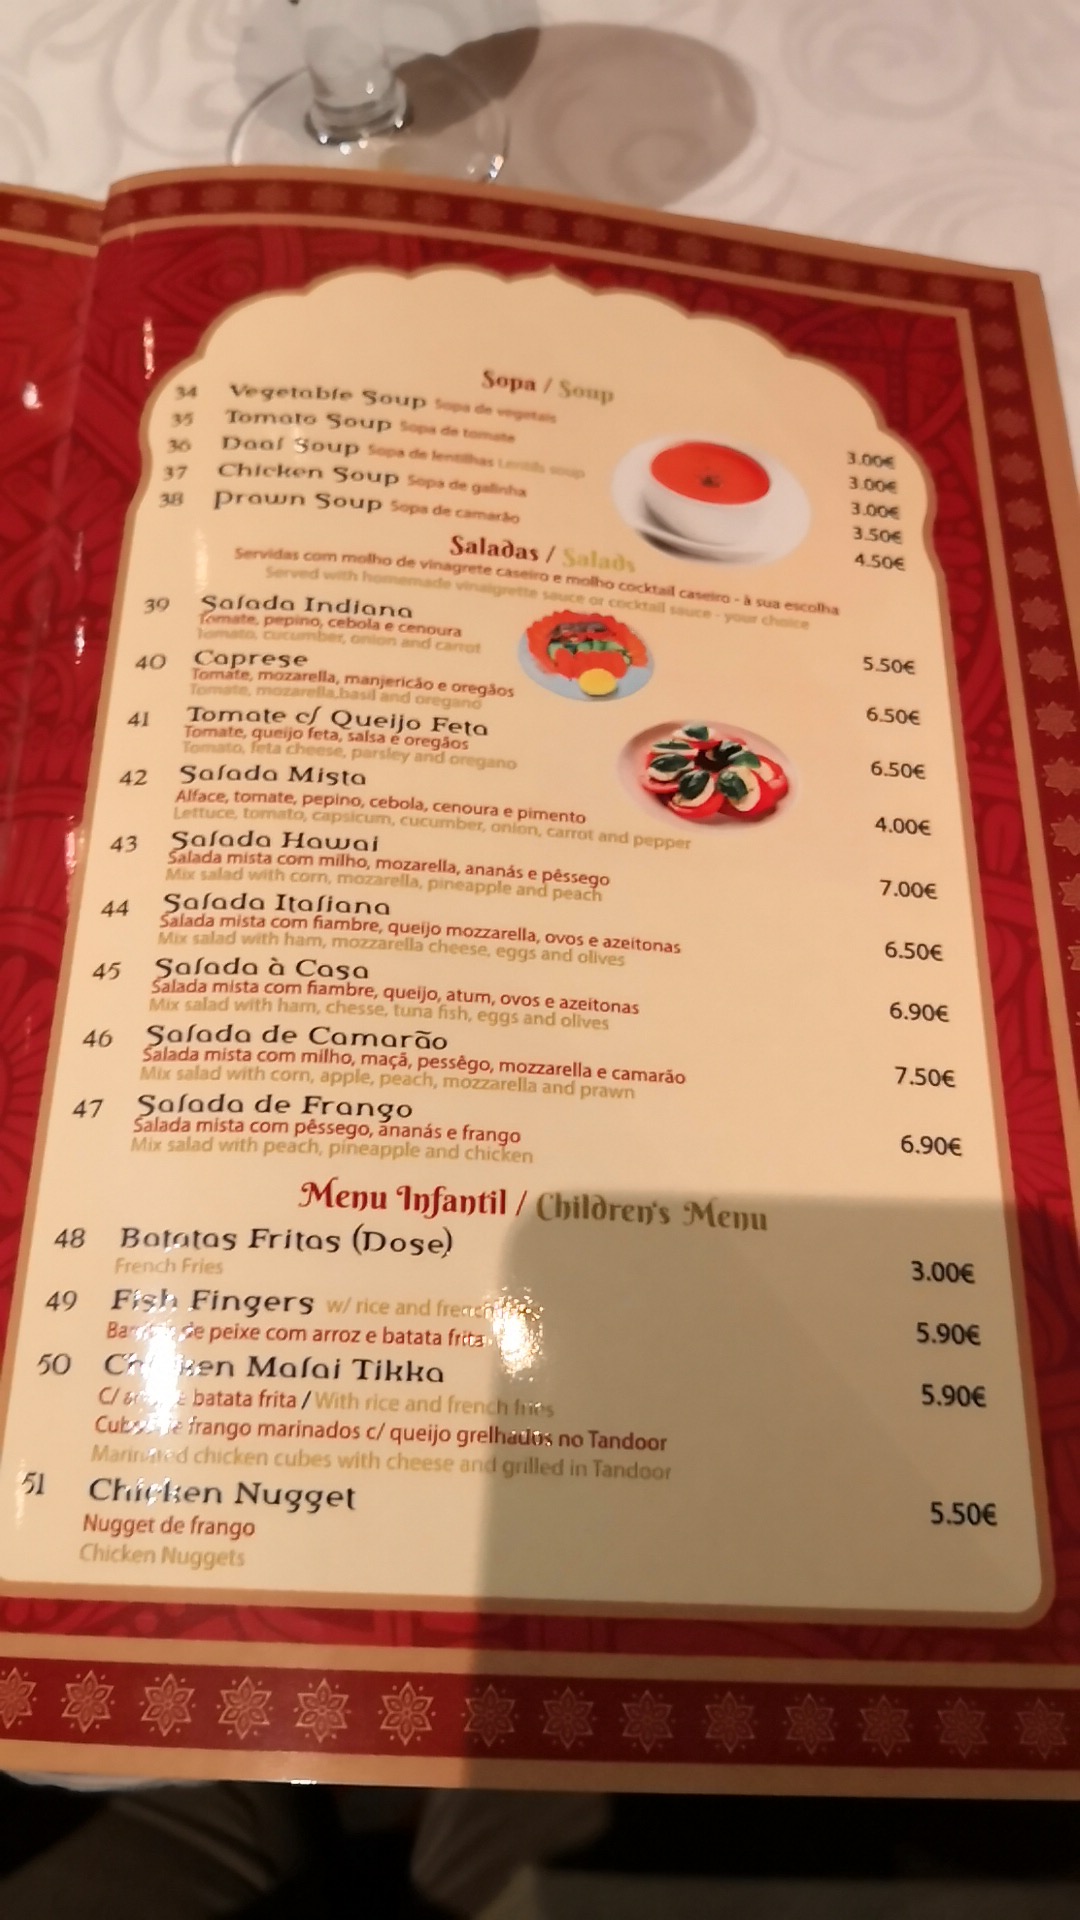 Sopa / Soup
34 Vegetable Soup Sopa de vegetais 3.00€
35 Tomato Soup Sopa de tomate 3.00€
36 Daal Soup Sopa de lentilhas Lentils soup 3.00€
37 Chicken Soup Sopa de galinha 3.50€
38 Prawn Soup Sopa de camarão 4.50€
Saladas / Salads
Servidas com molho de vinagrete caseiro e molho cocktail caseiro - à sua escolha
Served with homemade vinaigrette sauce or cocktail sauce - your choice
39 Salada Indiana 5.50€
Tomate, pepino, cebola e cenoura
Tomato, cucumber, onion and carrot
40 Caprese 6.50€
Tomate, mozarella, manjericão e oregãos
Tomate, mozarella,basil and oregano
41 Tomate c/ Queijo Feta 6.50€
Tomate, queijo feta, salsa e oregãos
Tomato, feta cheese, parsley and oregano
42 Salada Mista 4.00€
Alface, tomate, pepino, cebola, cenoura e pimento
Lettuce, tomato, capsicum, cucumber, onion, carrot and pepper
43 Salada Hawai 7.00€
Salada mista com milho, mozarella, ananás e pêssego
Mix salad with corn, mozarella, pineapple and peach
44 Salada Italiana 6.50€
Salada mista com fiambre, queijo mozzarella, ovos e azeitonas
Mix salad with ham, mozzarella cheese, eggs and olives
45 Salada à Casa 6.90€
Salada mista com fiambre, queijo, atum, ovos e azeitonas
Mix salad with ham, chesse, tuna fish, eggs and olives
46 Salada de Camarão 7.50€
Salada mista com milho, maçã, pessêgo, mozzarella e camarão
Mix salad with corn, apple, peach, mozzarella and prawn
47 Salada de Frango 6.90€
Salada mista com pêssego, ananás e frango
Mix salad with peach, pineapple and chicken
Menu Infantil / Children's Menu
48 Batatas Fritas (Dose) 3.00€
French Fries
49 Fish Fingers w/ rice and french 5.90€
de peixe com arroz e batata frita
50 Chicken Malai Tikka 5.90€
C/ batata frita / With rice and french fries
Cubos de frango marinados c/ queijo grelhados no Tandoor
Marinated chicken cubes with cheese and grilled in Tandoor
51 Chicken Nugget 5.50€
Nugget de frango
Chicken Nuggets